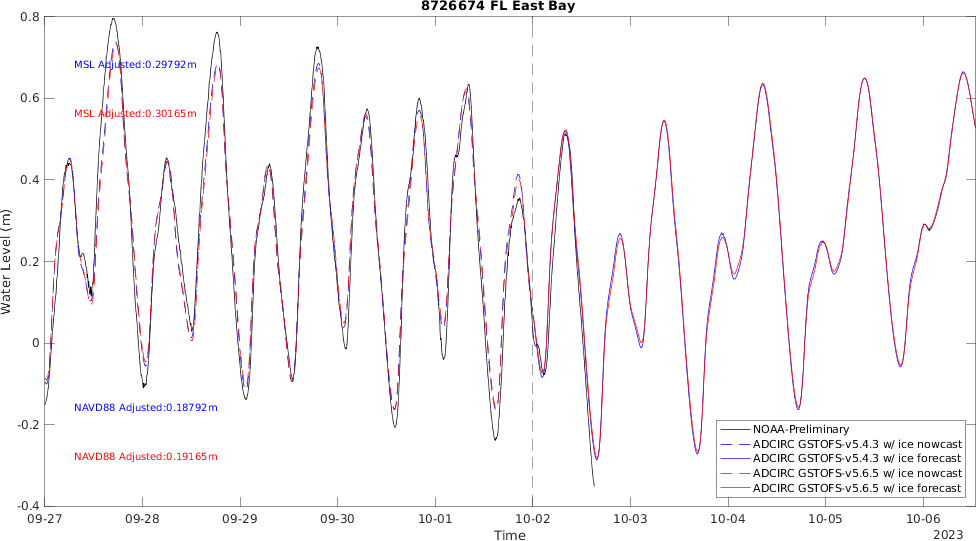 8726674 FL East Bay
0.8
0.6
0.4
0.2
0
-0.2
-0.4
Water Level (m)
MSL Adjusted:0.29792m
MSL Adjusted:0.30165m
NAVD88 Adjusted:0.18792m
NAVD88 Adjusted:0.19165m
NOAA-Preliminary
ADCIRC GSTOFS-v5.4.3 w/ ice nowcast
ADCIRC GSTOFS-v5.4.3 w/ ice forecast
ADCIRC GSTOFS-v5.6.5 w/ ice nowcast
ADCIRC GSTOFS-v5.6.5 w/ ice forecast
09-27 09-28 09-29 09-30 10-01 10-02 10-03 10-04 10-05 10-06
Time
2023